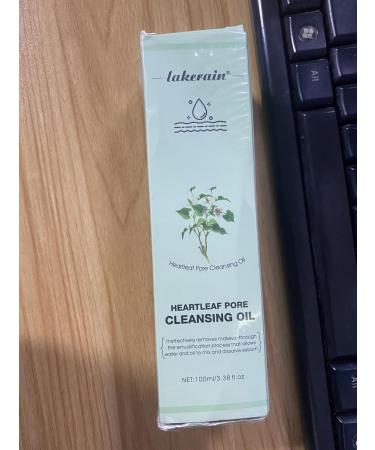 lakerain®
Heartleaf Pore Cleansing Oil
HEARTLEAF PORE
CLEANSING OIL
it effectively removes makeup through
the emulsification process that allows
water and oil to mix and dissolve sebum
NET:100ml/3.38 fl.oz
Alt